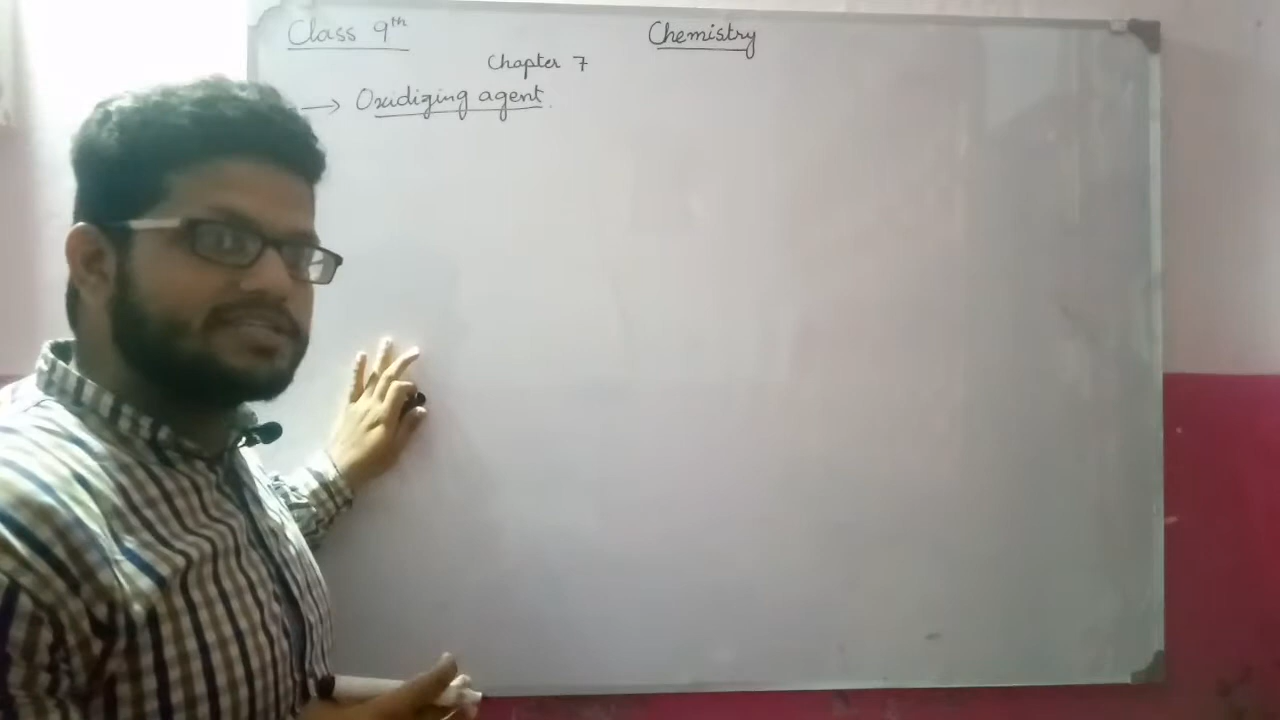 Class 9th Chemistry
Chapter 7
→ Oxidizing agent.